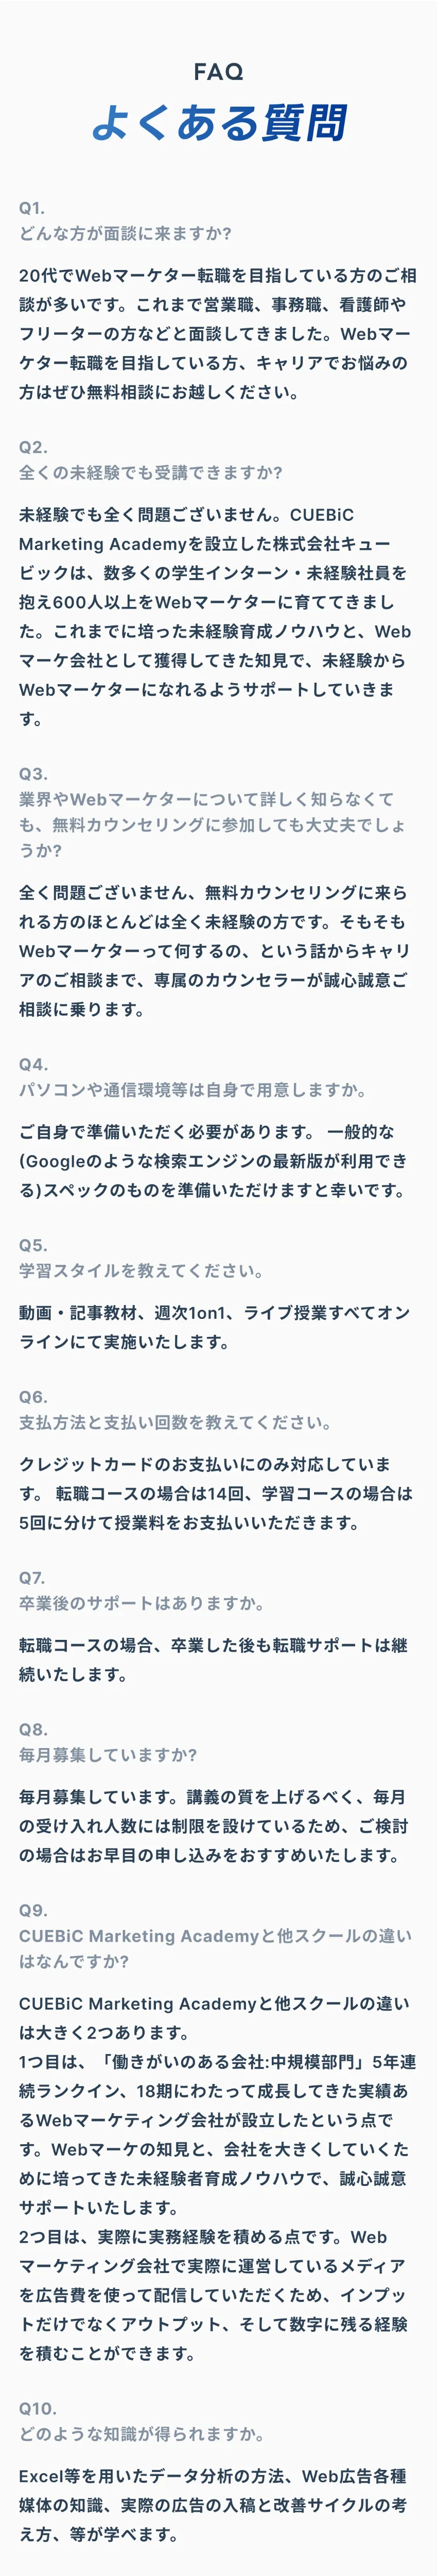 FAQ
よくある質問
Q1.
どんな方が面談に来ますか?
20代でWebマーケター転職を目指している方のご相
談が多いです。これまで営業職、事務職、看護師や
フリーターの方などと面談してきました。Webマー
ケター転職を目指している方、キャリアでお悩みの
方はぜひ無料相談にお越しください。
Q2.
全くの未経験でも受講できますか?
未経験でも全く問題ございません。CUEBiC
Marketing Academyを設立した株式会社キュー
ビックは、数多くの学生インターン・未経験社員を
抱え600人以上をWebマーケターに育ててきまし
た。これまでに培った未経験育成ノウハウと、Web
マーケ会社として獲得してきた知見で、未経験から
Webマーケターになれるようサポートしていきま
す。
Q3.
業界やWebマーケターについて詳しく知らなくて
も、無料カウンセリングに参加しても大丈夫でしょ
うか?
全く問題ございません、無料カウンセリングに来ら
れる方のほとんどは全く未経験の方です。そもそも
Webマーケターって何するの、という話からキャリ
アのご相談まで、専属のカウンセラーが誠心誠意ご
相談に乗ります。
Q4.
パソコンや通信環境等は自身で用意しますか。
ご自身で準備いただく必要があります。 一般的な
(Googleのような検索エンジンの最新版が利用でき
る)スペックのものを準備いただけますと幸いです。
Q5.
学習スタイルを教えてください。
動画・記事教材、週次1on1、ライブ授業すべてオン
ラインにて実施いたします。
Q6.
支払方法と支払い回数を教えてください。
クレジットカードのお支払いにのみ対応していま
す。 転職コースの場合は14回、学習コースの場合は
5回に分けて授業料をお支払いいただきます。
Q7.
卒業後のサポートはありますか。
転職コースの場合、卒業した後も転職サポートは継
続いたします。
Q8.
毎月募集していますか?
毎月募集しています。講義の質を上げるべく、毎月
の受け入れ人数には制限を設けているため、ご検討
の場合はお早目の申し込みをおすすめいたします。
Q9.
CUEBiC Marketing Academyと他スクールの違い
はなんですか?
CUEBiC Marketing Academyと他スクールの違い
は大きく2つあります。
1つ目は、「働きがいのある会社:中規模部門」5年連
続ランクイン、18期にわたって成長してきた実績あ
るWebマーケティング会社が設立したという点で
す。Webマーケの知見と、会社を大きくしていくた
めに培ってきた未経験者育成ノウハウで、誠心誠意
サポートいたします。
2つ目は、実際に実務経験を積める点です。Web
マーケティング会社で実際に運営しているメディア
を広告費を使って配信していただくため、インプッ
トだけでなくアウトプット、そして数字に残る経験
を積むことができます。
Q10.
どのような知識が得られますか。
Excel等を用いたデータ分析の方法、Web広告各種
媒体の知識、実際の広告の入稿と改善サイクルの考
え方、等が学べます。